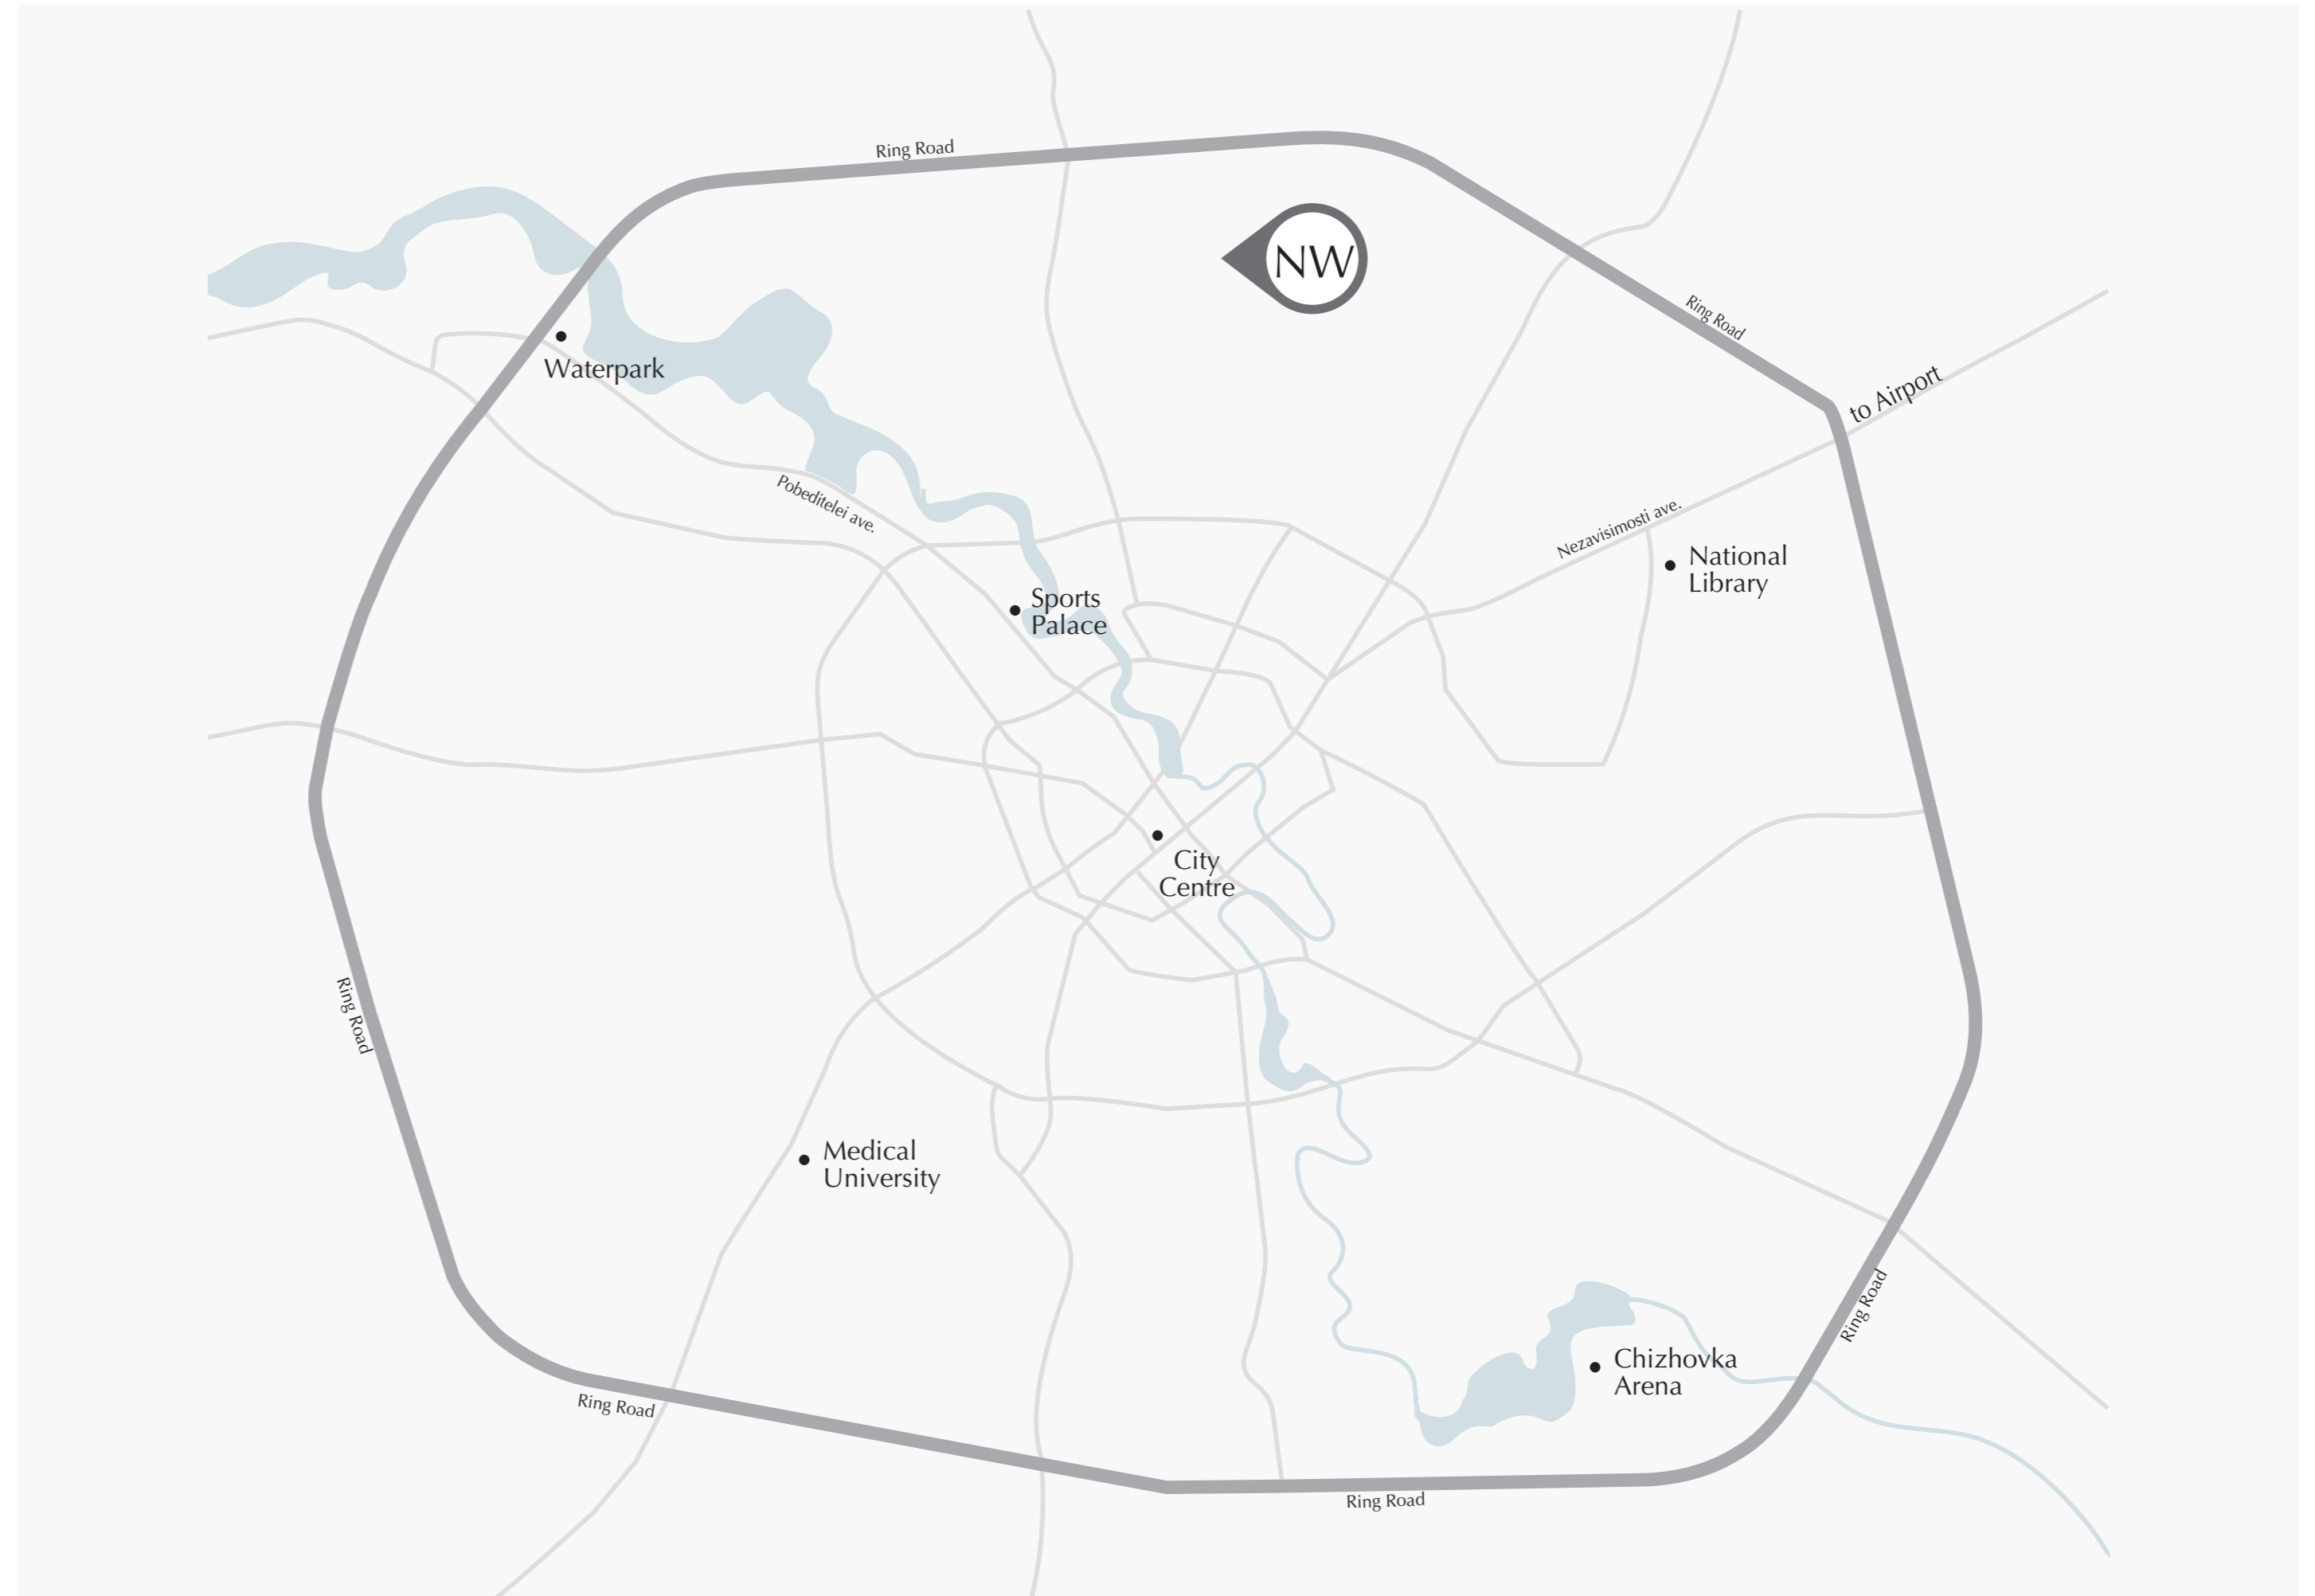 Ring Road
NW
Ring Road
to Airport
Waterpark
Pobeditelei ave.
Nezavisimosti ave.
National
Library
Sports
Palace
City
Centre
Ring Road
Medical
University
Ring Road
Chizhovka
Arena
Ring Road
Ring Road